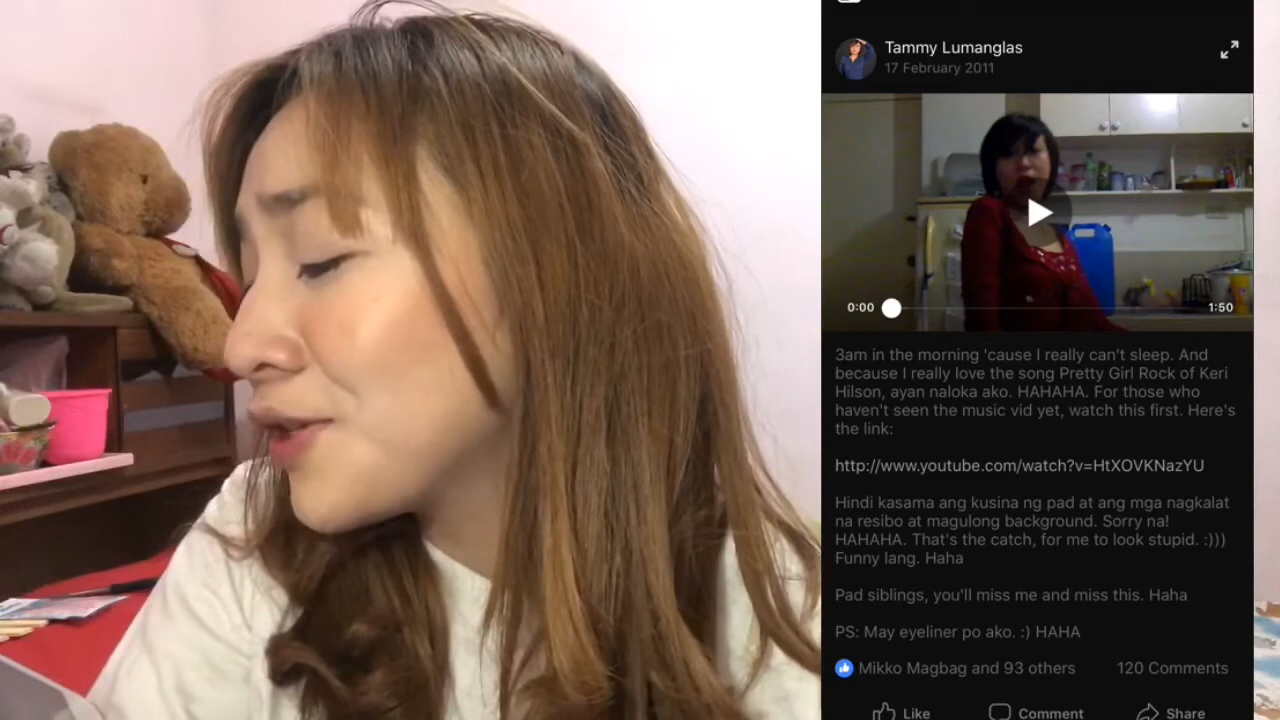 Tammy Lumanglas
17 February 2011
0:00
1:50
3am in the morning 'cause I really can't sleep. And
because I really love the song Pretty Girl Rock of Keri
Hilson, ayan naloka ako. HAHAHA. For those who
haven't seen the music vid yet, watch this first. Here's
the link:
http://www.youtube.com/watch?v=HtXOVKNazYU
Hindi kasama ang kusina ng pad at ang mga nagkalat
na resibo at magulong background. Sorry na!
HAHAHA. That's the catch, for me to look stupid. :)))
Funny lang. Haha
Pad siblings, you'll miss me and miss this. Haha
PS: May eyeliner po ako. :) HAHA
Mikko Magbag and 93 others
120 Comments
Like
Comment
Share